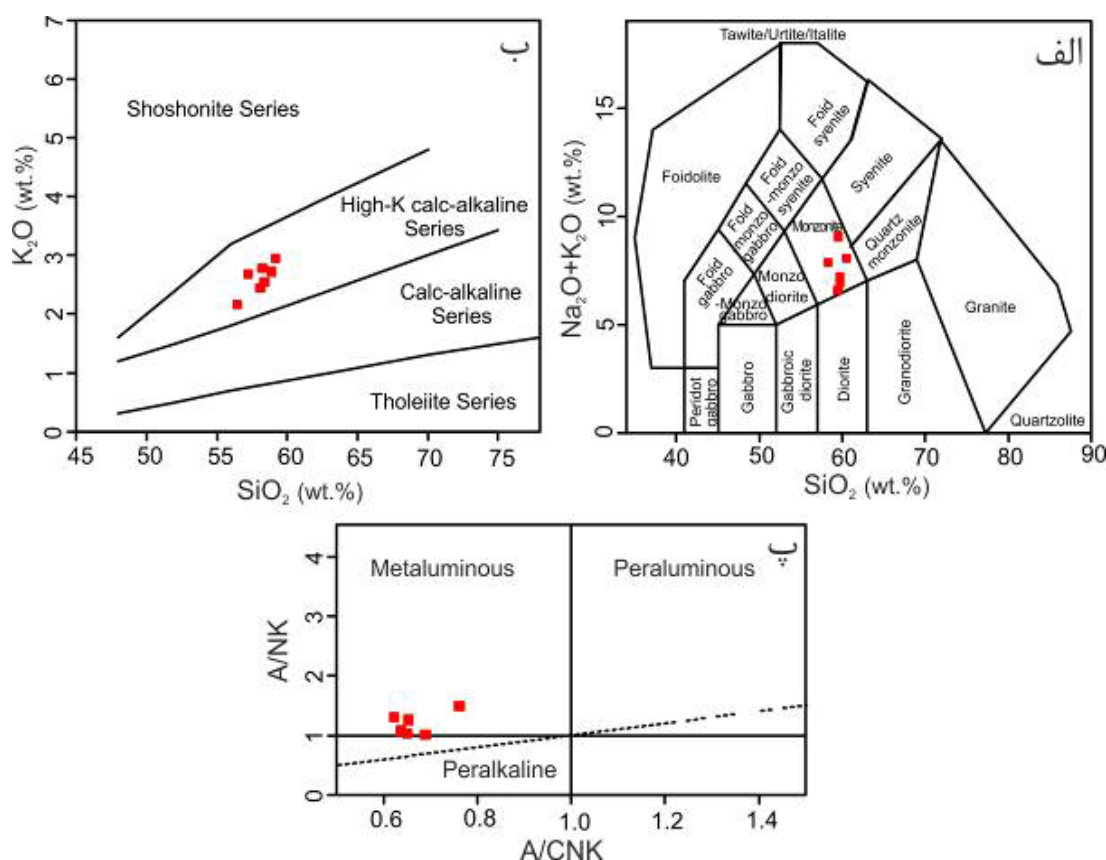 ب
Shoshonite Series
High-K calc-alkaline
Series
Calc-alkaline
Series
Tholeiite Series
K₂O (wt.%)
0
1
2
3
4
5
6
7
45
50
55
60
65
70
75
SiO₂ (wt.%)
الف
Tawite/Urtite/Italite
Foid
syenite
Foidolite
Foid
-monzo
syenite
Syenite
Foid
monzo
gabbro
Monzonite
Quartz
monzonite
Foid
gabbro
Monzo
diorite
-Monzo
gabbro
Granite
Peridot
gabbro
Gabbro
Gabbroic
diorite
Diorite
Granodiorite
Quartzolite
Na₂O+K₂O (wt.%)
0
5
10
15
40
50
60
70
80
90
SiO₂ (wt.%)
پ
Metaluminous
Peraluminous
Peralkaline
A/NK
0
1
2
3
4
0.6
0.8
1.0
1.2
1.4
A/CNK